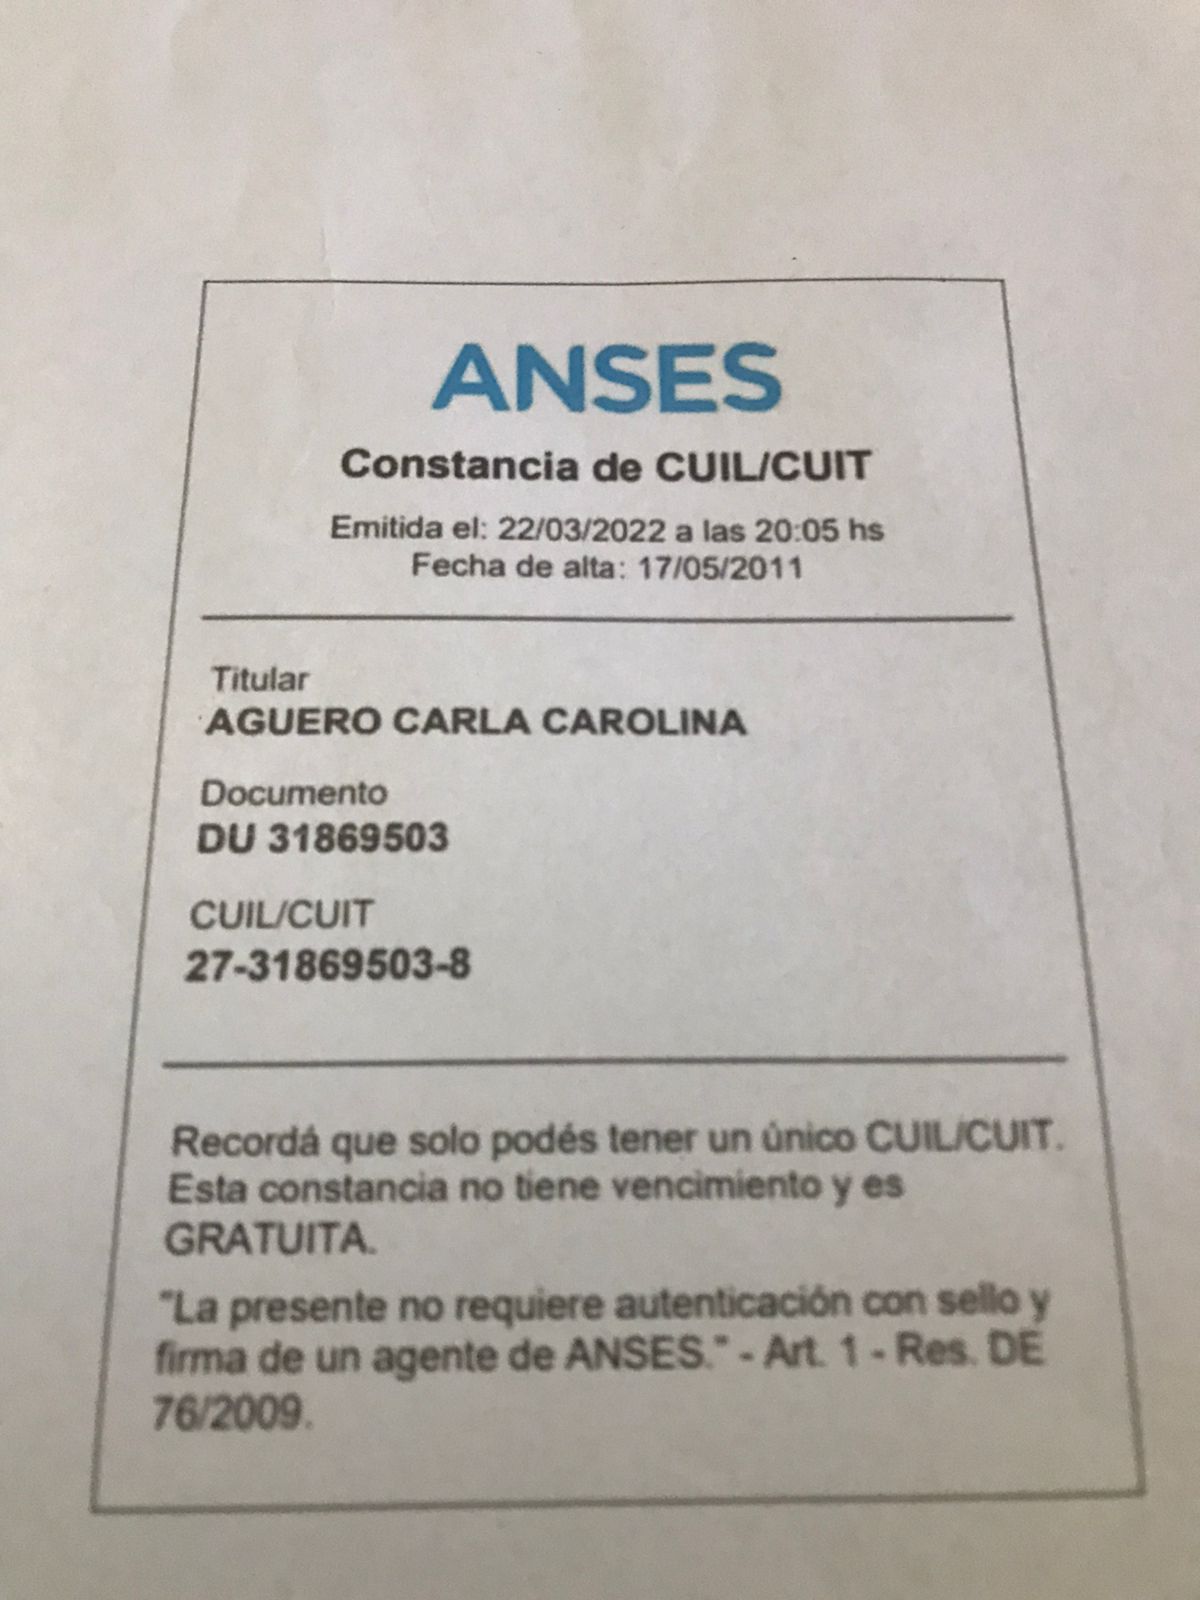 ANSES
Constancia de CUIL/CUIT
Emitida el: 22/03/2022 a las 20:05 hs
Fecha de alta: 17/05/2011
Titular
AGUERO CARLA CAROLINA
Documento
DU 31869503
CUIL/CUIT
27-31869503-8
Recordá que solo podés tener un único CUIL/CUIT.
Esta constancia no tiene vencimiento y es
GRATUITA.
"La presente no requiere autenticación con sello y
firma de un agente de ANSES." - Art. 1 - Res. DE
76/2009.